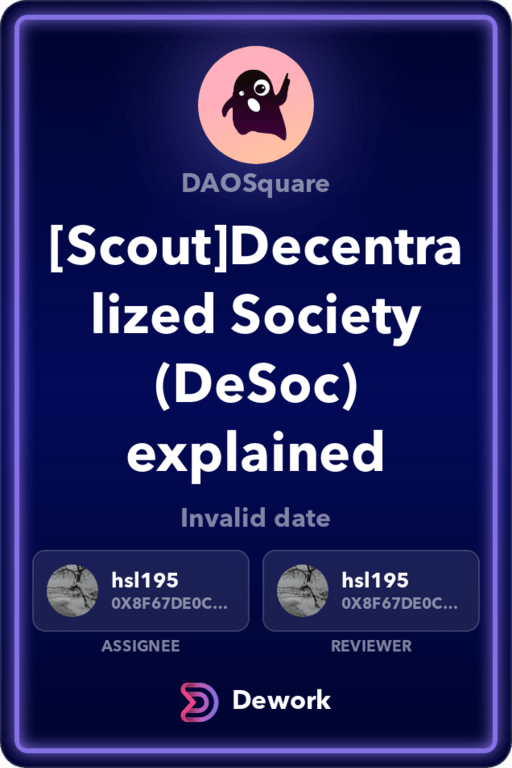 DAOSquare
[Scout]Decentra
lized Society
(DeSoc)
explained
Invalid date
hsl195
0X8F67DE0C...
ASSIGNEE
hsl195
0X8F67DE0C...
REVIEWER
Dework